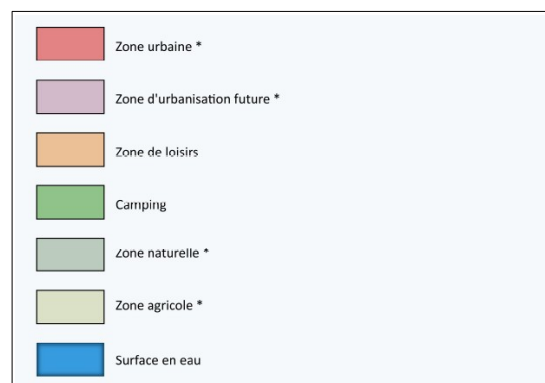 Zone urbaine *
Zone d'urbanisation future *
Zone de loisirs
Camping
Zone naturelle *
Zone agricole *
Surface en eau